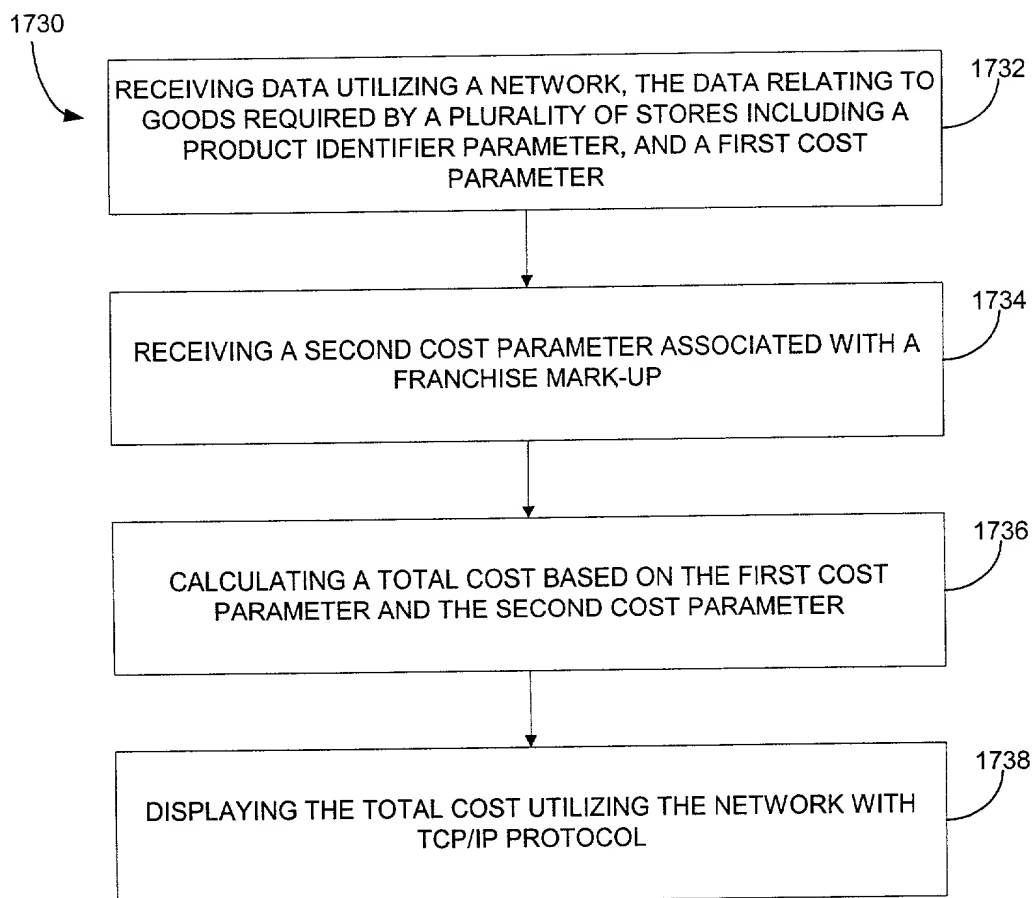 1730
1732
RECEIVING DATA UTILIZING A NETWORK, THE DATA RELATING TO
GOODS REQUIRED BY A PLURALITY OF STORES INCLUDING A
PRODUCT IDENTIFIER PARAMETER, AND A FIRST COST
PARAMETER
1734
RECEIVING A SECOND COST PARAMETER ASSOCIATED WITH A
FRANCHISE MARK-UP
1736
CALCULATING A TOTAL COST BASED ON THE FIRST COST
PARAMETER AND THE SECOND COST PARAMETER
1738
DISPLAYING THE TOTAL COST UTILIZING THE NETWORK WITH
TCP/IP PROTOCOL